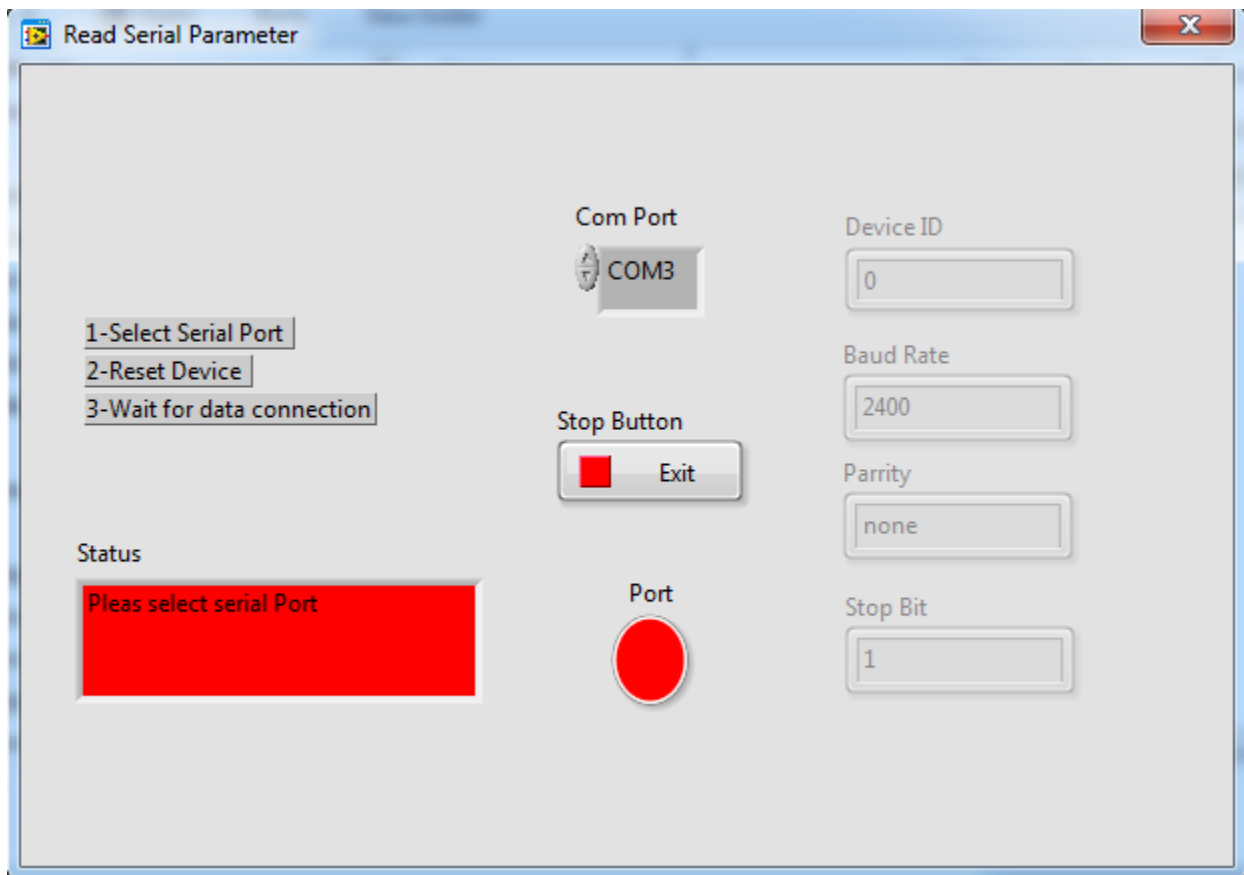 Read Serial Parameter
Com Port
COM3
Device ID
0
1-Select Serial Port
2-Reset Device
3-Wait for data connection
Baud Rate
2400
Stop Button
Exit
Parrity
none
Status
Pleas select serial Port
Port
Stop Bit
1